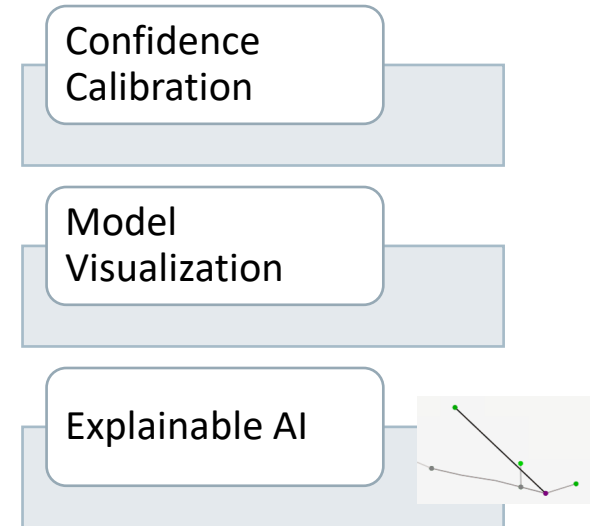 Confidence
Calibration
Model
Visualization
Explainable AI